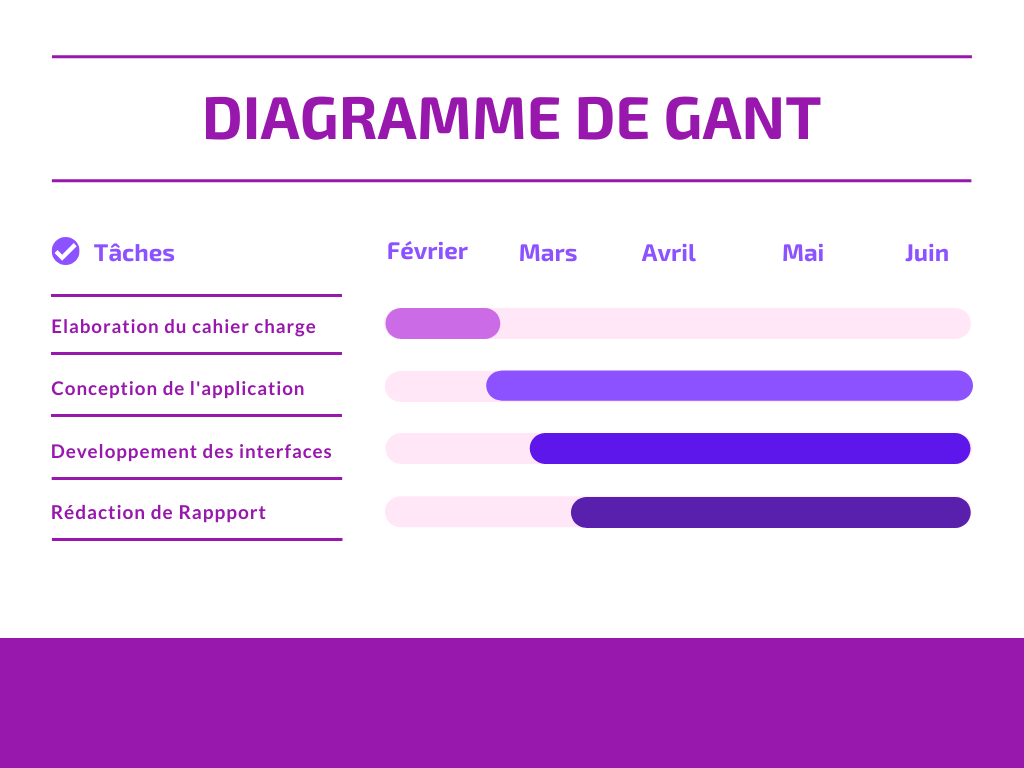 DIAGRAMME DE GANT
Tâches
Février Mars Avril Mai Juin
Elaboration du cahier charge
Conception de l'application
Developpement des interfaces
Rédaction de Rappport